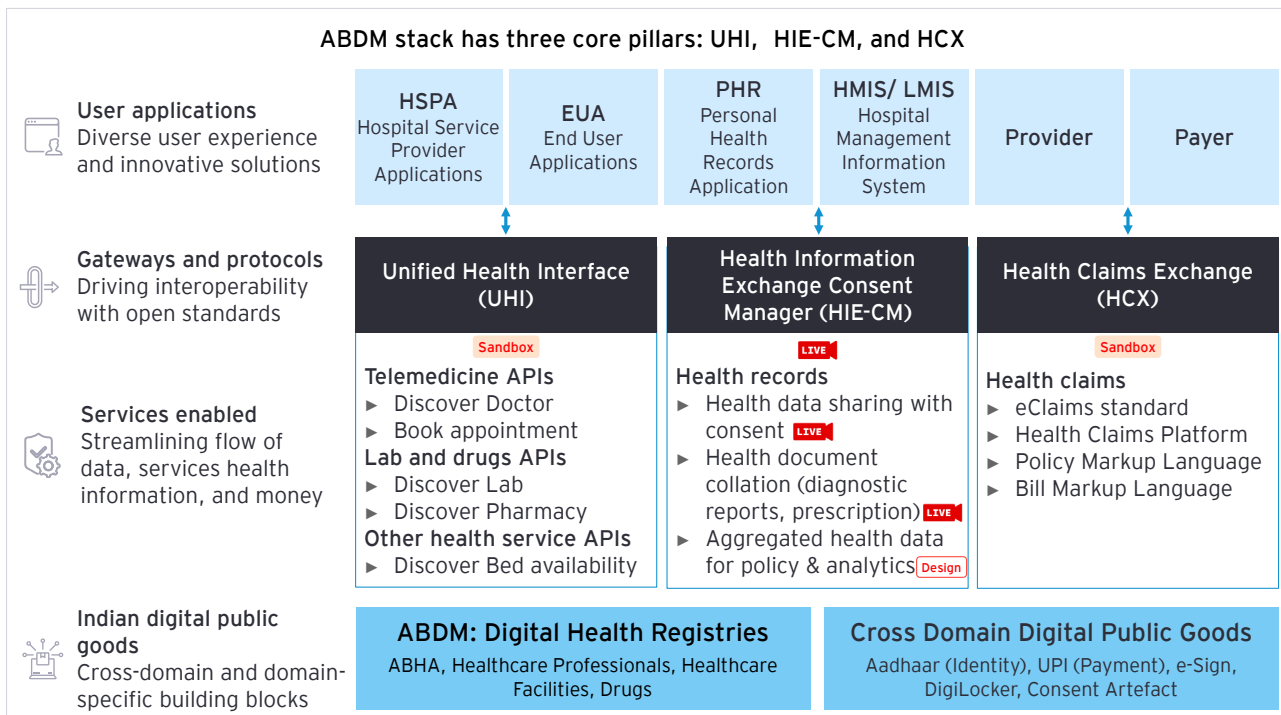 ABDM stack has three core pillars: UHI, HIE-CM, and HCX
User applications
Diverse user experience
and innovative solutions
HSPA
Hospital Service
Provider
Applications
EUA
End User
Applications
PHR
Personal
Health
Records
Application
HMIS/ LMIS
Hospital
Management
Information
System
Provider
Payer
Gateways and protocols
Driving interoperability
with open standards
Unified Health Interface
(UHI)
Health Information
Exchange Consent
Manager (HIE-CM)
Health Claims Exchange
(HCX)
Services enabled
Streamlining flow of
data, services health
information, and money
Sandbox
Telemedicine APIs
► Discover Doctor
► Book appointment
Lab and drugs APIs
► Discover Lab
► Discover Pharmacy
Other health service APIs
► Discover Bed availability
LIVE
Health records
► Health data sharing with
consent LIVE
► Health document
collation (diagnostic
reports, prescription) LIVE
► Aggregated health data
for policy & analytics Design
Sandbox
Health claims
► eClaims standard
► Health Claims Platform
► Policy Markup Language
► Bill Markup Language
Indian digital public
goods
Cross-domain and domain-
specific building blocks
ABDM: Digital Health Registries
ABHA, Healthcare Professionals, Healthcare
Facilities, Drugs
Cross Domain Digital Public Goods
Aadhaar (Identity), UPI (Payment), e-Sign,
DigiLocker, Consent Artefact